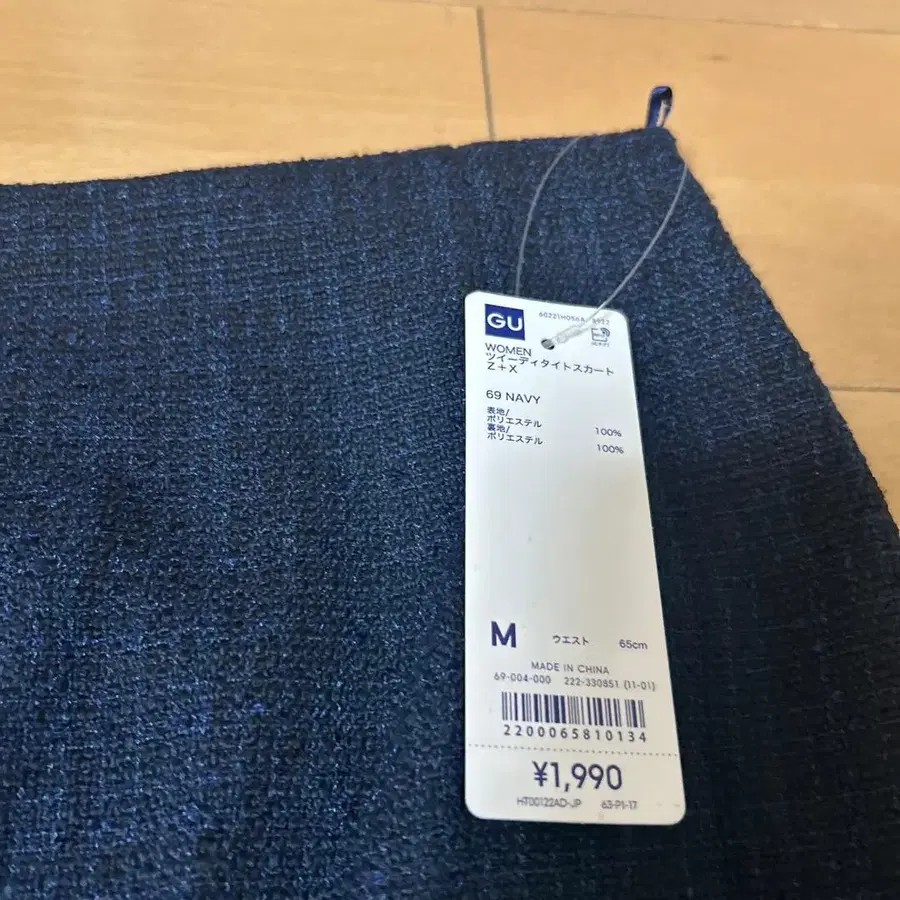 GU
WOMEN
ツイーディタイトスカート
Z+X
69 NAVY
表地/
ポリエステル 100%
裏地/
ポリエステル 100%
M ウエスト 65cm
MADE IN CHINA
69-004-000 222-330851 (11-01)
2200065810134
¥1,990
HT00122AD-JP 63-P1-17